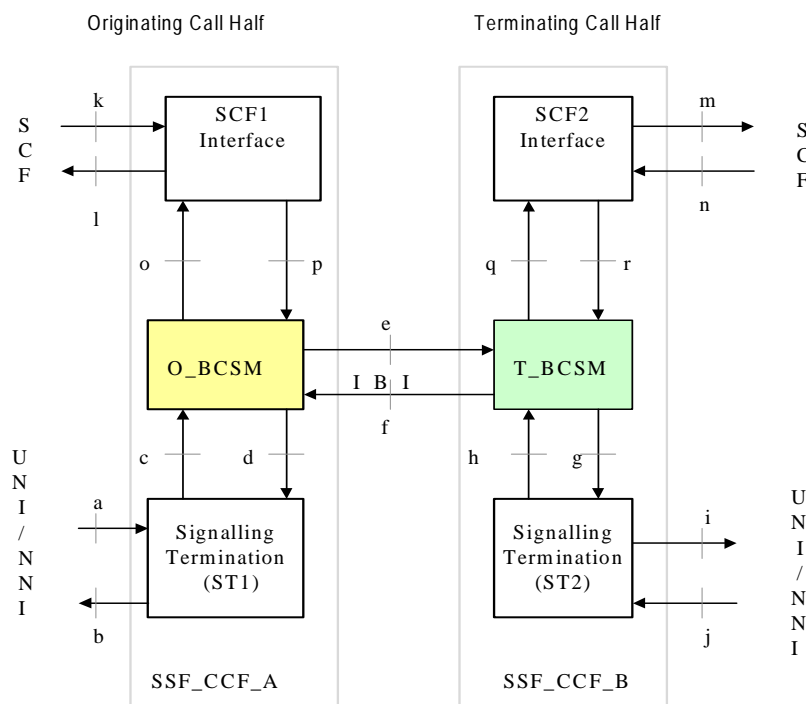 Originating Call Half
Terminating Call Half
k
SCF1
Interface
SCF2
Interface
m
S
C
F
S
C
F
l
n
o
p
q
r
e
O_BCSM
T_BCSM
I B I
f
c
d
h
g
U
N
I
/
N
N
I
a
Signalling
Termination
(ST1)
b
Signalling
Termination
(ST2)
i
j
U
N
I
/
N
N
I
SSF_CCF_A
SSF_CCF_B